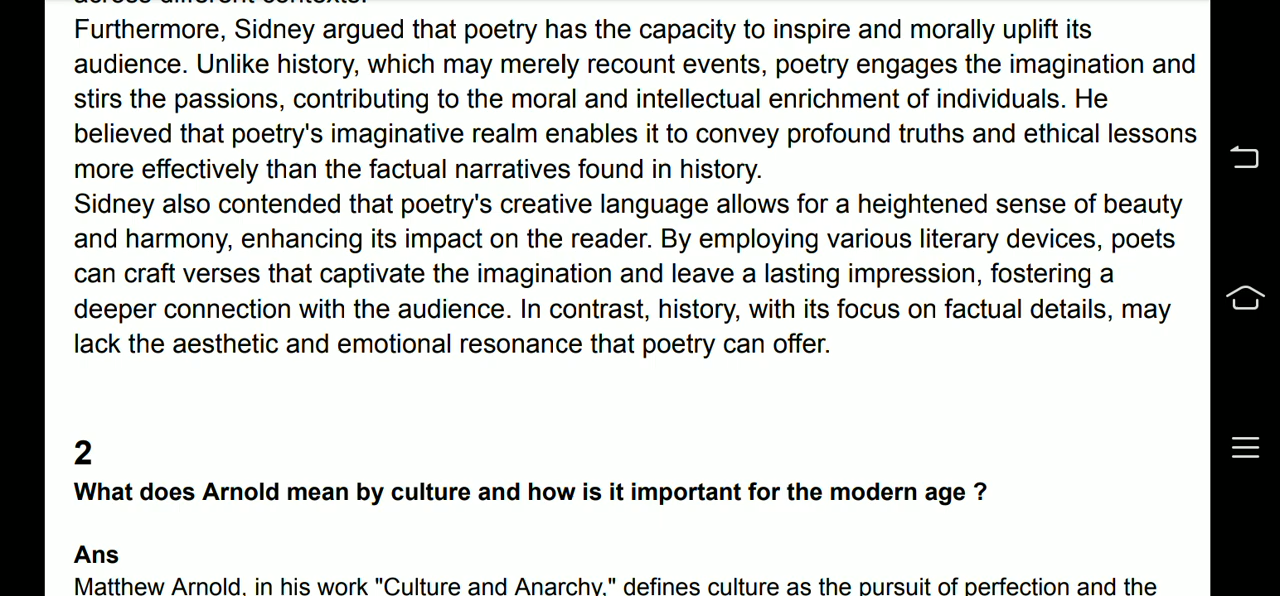 across different contexts.
Furthermore, Sidney argued that poetry has the capacity to inspire and morally uplift its
audience. Unlike history, which may merely recount events, poetry engages the imagination and
stirs the passions, contributing to the moral and intellectual enrichment of individuals. He
believed that poetry's imaginative realm enables it to convey profound truths and ethical lessons
more effectively than the factual narratives found in history.
Sidney also contended that poetry's creative language allows for a heightened sense of beauty
and harmony, enhancing its impact on the reader. By employing various literary devices, poets
can craft verses that captivate the imagination and leave a lasting impression, fostering a
deeper connection with the audience. In contrast, history, with its focus on factual details, may
lack the aesthetic and emotional resonance that poetry can offer.
2
What does Arnold mean by culture and how is it important for the modern age ?
Ans
Matthew Arnold, in his work "Culture and Anarchy," defines culture as the pursuit of perfection and the